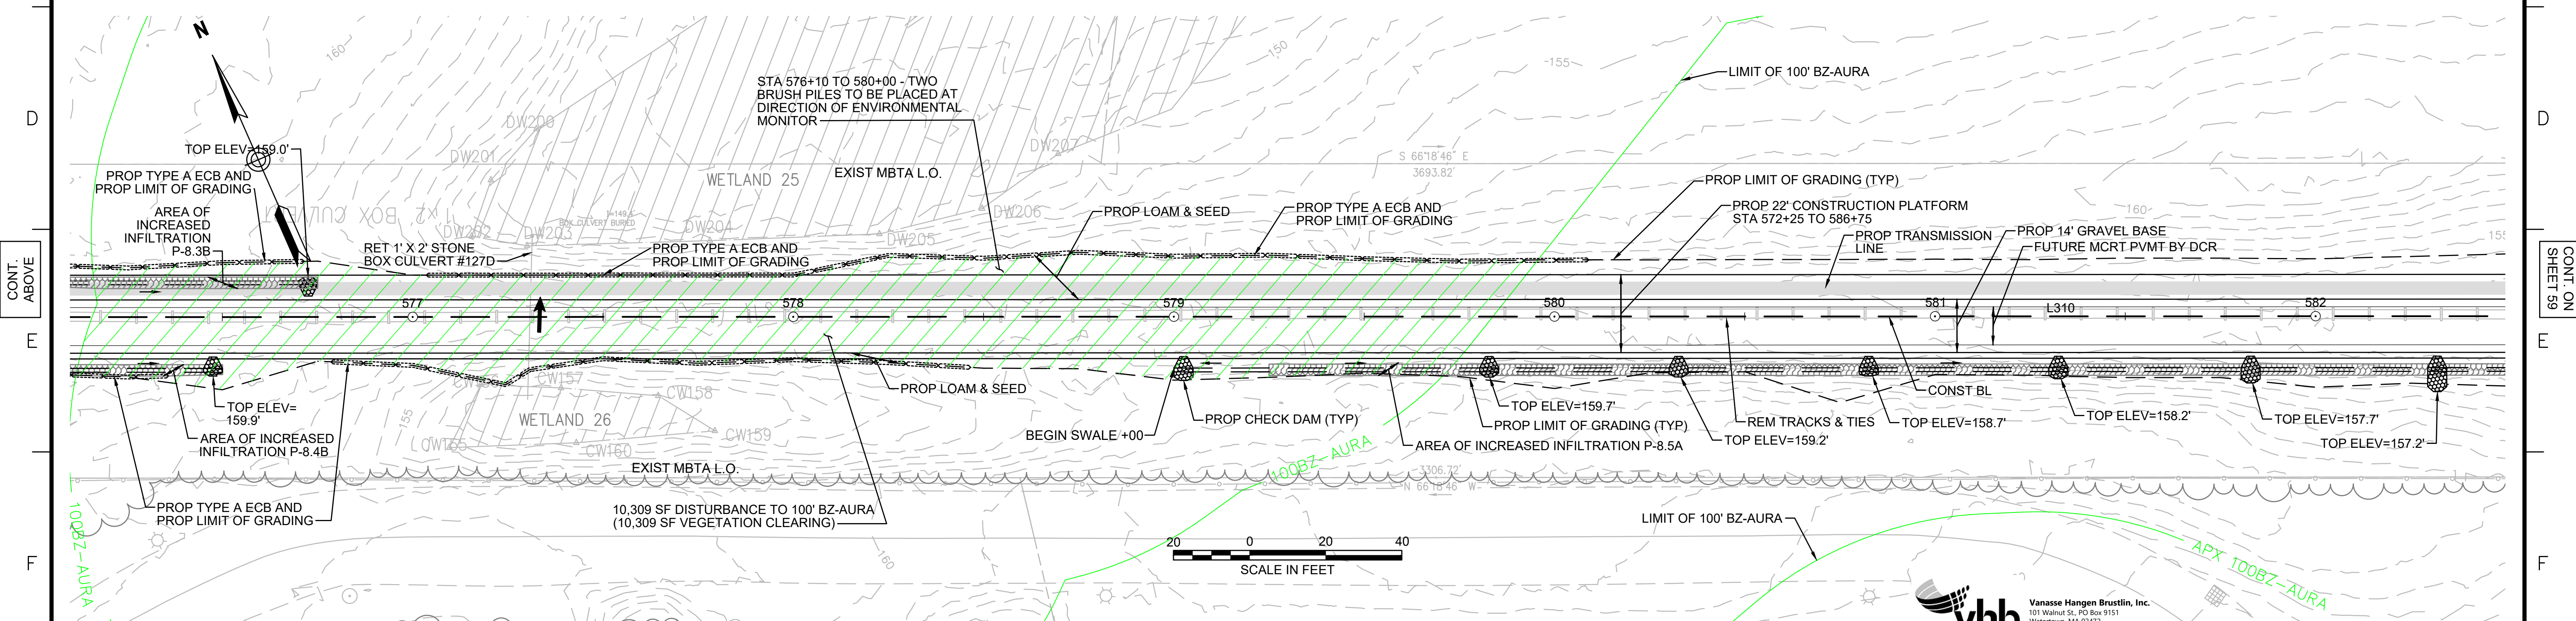 N
160
150
-155-
STA 576+10 TO 580+00 - TWO
BRUSH PILES TO BE PLACED AT
DIRECTION OF ENVIRONMENTAL
MONITOR
LIMIT OF 100' BZ-AURA
D
D
DW200
DW201
DW207
TOP ELEV=159.0'
S 66°18'46" E
3693.82'
PROP TYPE A ECB AND
PROP LIMIT OF GRADING
WETLAND 25
EXIST MBTA L.O.
PROP LIMIT OF GRADING (TYP)
AREA OF
INCREASED
INFILTRATION
P-8.3B
1'x2' BOX CULVERT
BOX CULVERT BURIED
DW202
DW203
DW204
DW205
DW206
PROP LOAM & SEED
PROP TYPE A ECB AND
PROP LIMIT OF GRADING
PROP 22' CONSTRUCTION PLATFORM
STA 572+25 TO 586+75
-160-
PROP TRANSMISSION
LINE
PROP 14' GRAVEL BASE
FUTURE MCRT PVMT BY DCR
155
RET 1' X 2' STONE
BOX CULVERT #127D
PROP TYPE A ECB AND
PROP LIMIT OF GRADING
CONT.
ABOVE
CONT. ON
SHEET 59
577
578
579
580
581
L310
582
E
E
CW157
CW158
CW159
CW160
WETLAND 26
-155-
TOP ELEV=
159.9'
AREA OF INCREASED
INFILTRATION P-8.4B
PROP LOAM & SEED
PROP CHECK DAM (TYP)
BEGIN SWALE +00
TOP ELEV=159.7'
PROP LIMIT OF GRADING (TYP)
AREA OF INCREASED INFILTRATION P-8.5A
REM TRACKS & TIES
TOP ELEV=159.2'
CONST BL
TOP ELEV=158.7'
TOP ELEV=158.2'
TOP ELEV=157.7'
TOP ELEV=157.2'
EXIST MBTA L.O.
100BZ-AURA
3306.72'
N 66°18'46" W
PROP TYPE A ECB AND
PROP LIMIT OF GRADING
10,309 SF DISTURBANCE TO 100' BZ-AURA
(10,309 SF VEGETATION CLEARING)
LIMIT OF 100' BZ-AURA
100BZ-AURA
160
20 0 20 40
SCALE IN FEET
APX 100BZ-AURA
F
F
vhb
Vanasse Hangen Brustlin, Inc.
101 Walnut St., PO Box 9151